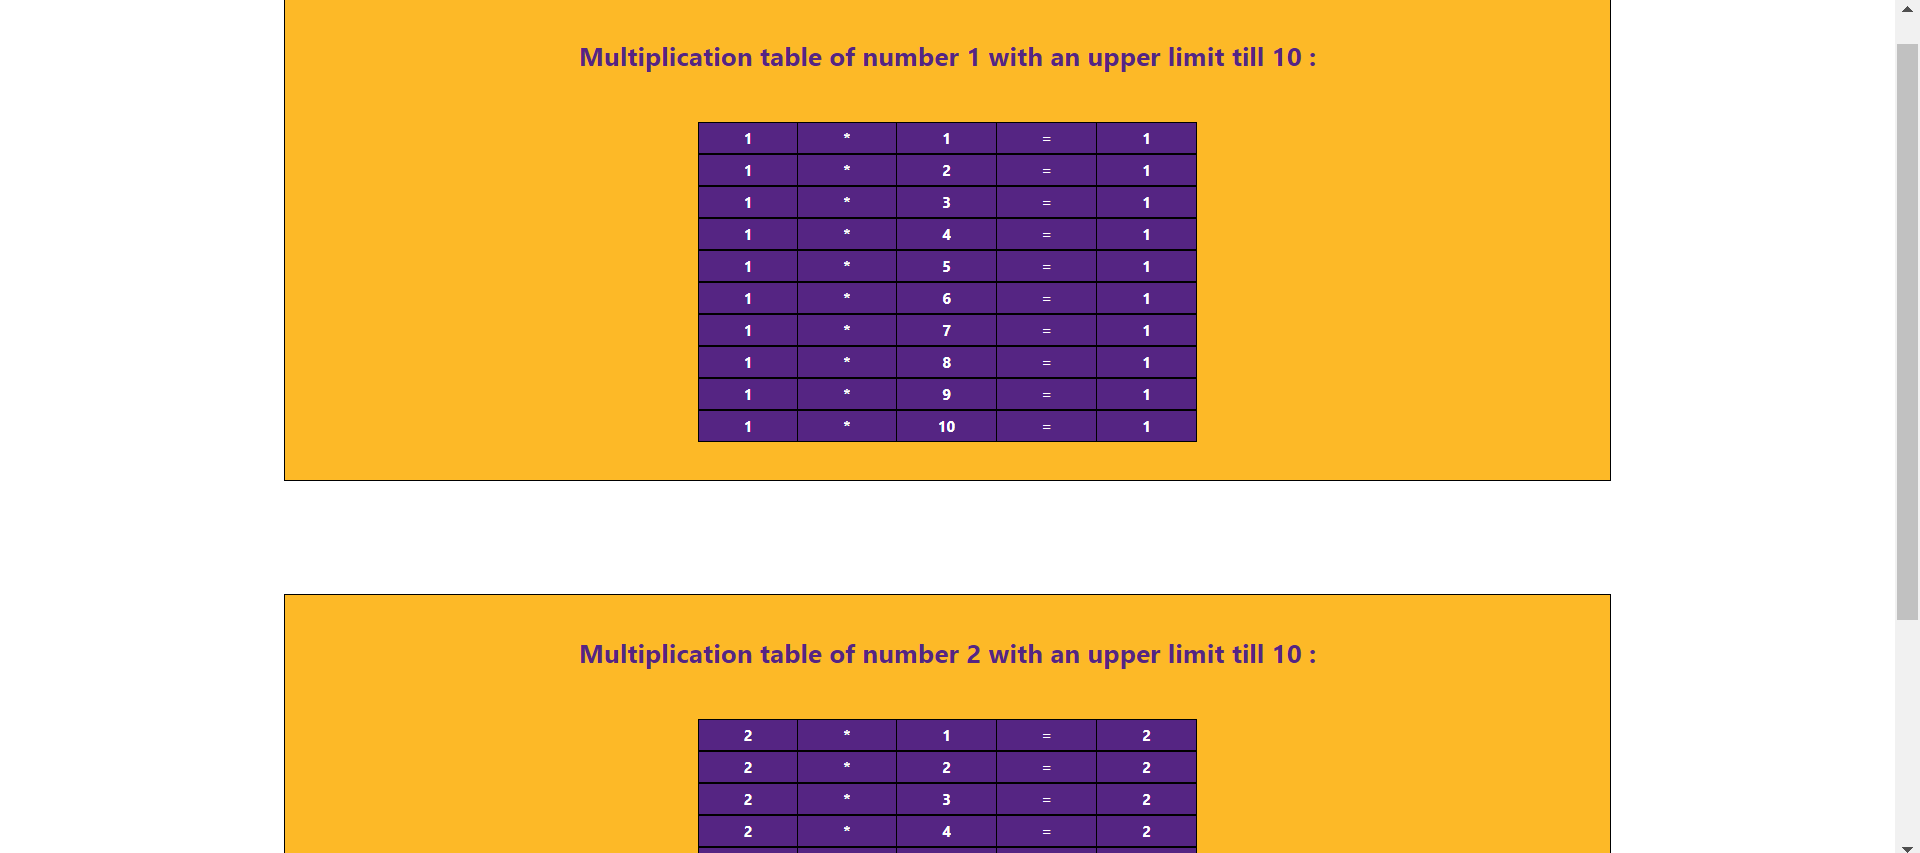 Multiplication table of number 1 with an upper limit till 10 :
1 * 1 = 1
1 * 2 = 1
1 * 3 = 1
1 * 4 = 1
1 * 5 = 1
1 * 6 = 1
1 * 7 = 1
1 * 8 = 1
1 * 9 = 1
1 * 10 = 1
Multiplication table of number 2 with an upper limit till 10 :
2 * 1 = 2
2 * 2 = 2
2 * 3 = 2
2 * 4 = 2